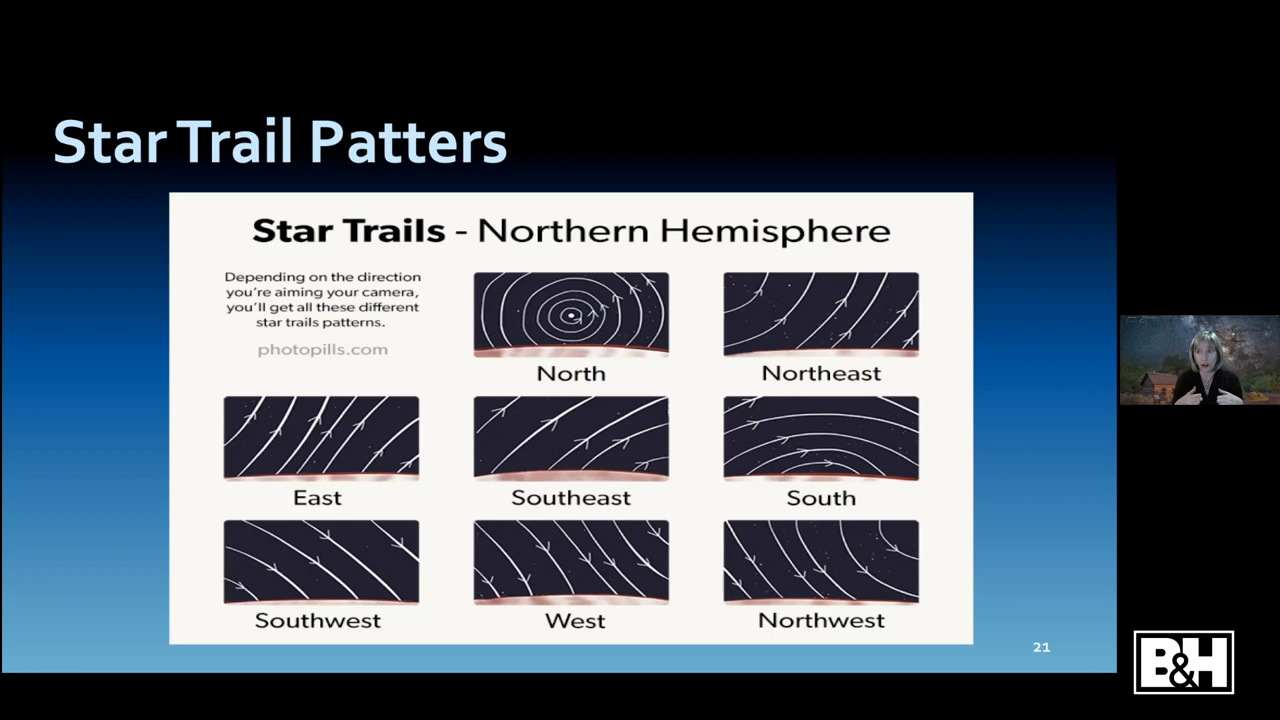 Star Trail Patters
Star Trails - Northern Hemisphere
Depending on the direction
you're aiming your camera,
you'll get all these different
star trails patterns.
photopills.com
North
Northeast
East
Southeast
South
Southwest
West
Northwest
21
B&H